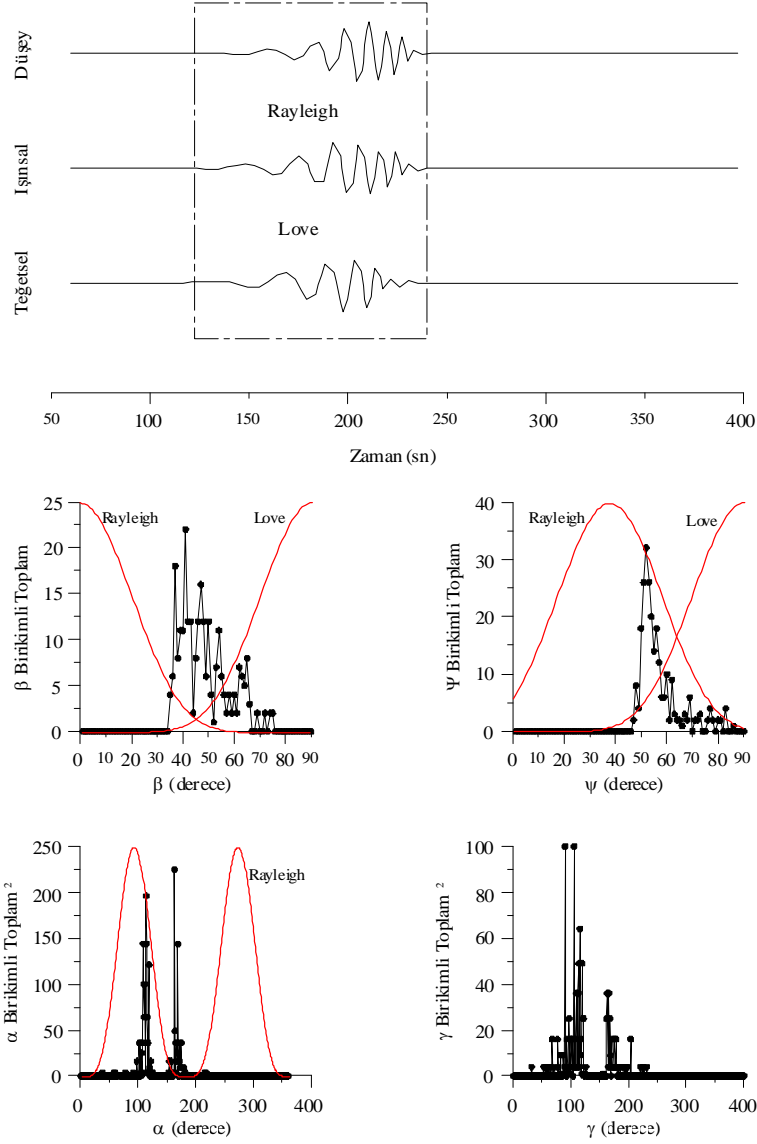 Düşey
Rayleigh
Işınsal
Love
Teğetsel
50 100 150 200 250 300 350 400
Zaman (sn)
25
20
15
10
5
0
β Birikimli Toplam
Rayleigh
Love
0 10 20 30 40 50 60 70 80 90
β (derece)
40
30
20
10
0
Ψ Birikimli Toplam
Rayleigh
Love
0 10 20 30 40 50 60 70 80 90
ψ (derece)
250
200
150
100
50
0
α Birikimli Toplam ²
Rayleigh
0 100 200 300 400
α (derece)
100
80
60
40
20
0
γ Birikimli Toplam ²
0 100 200 300 400
γ (derece)